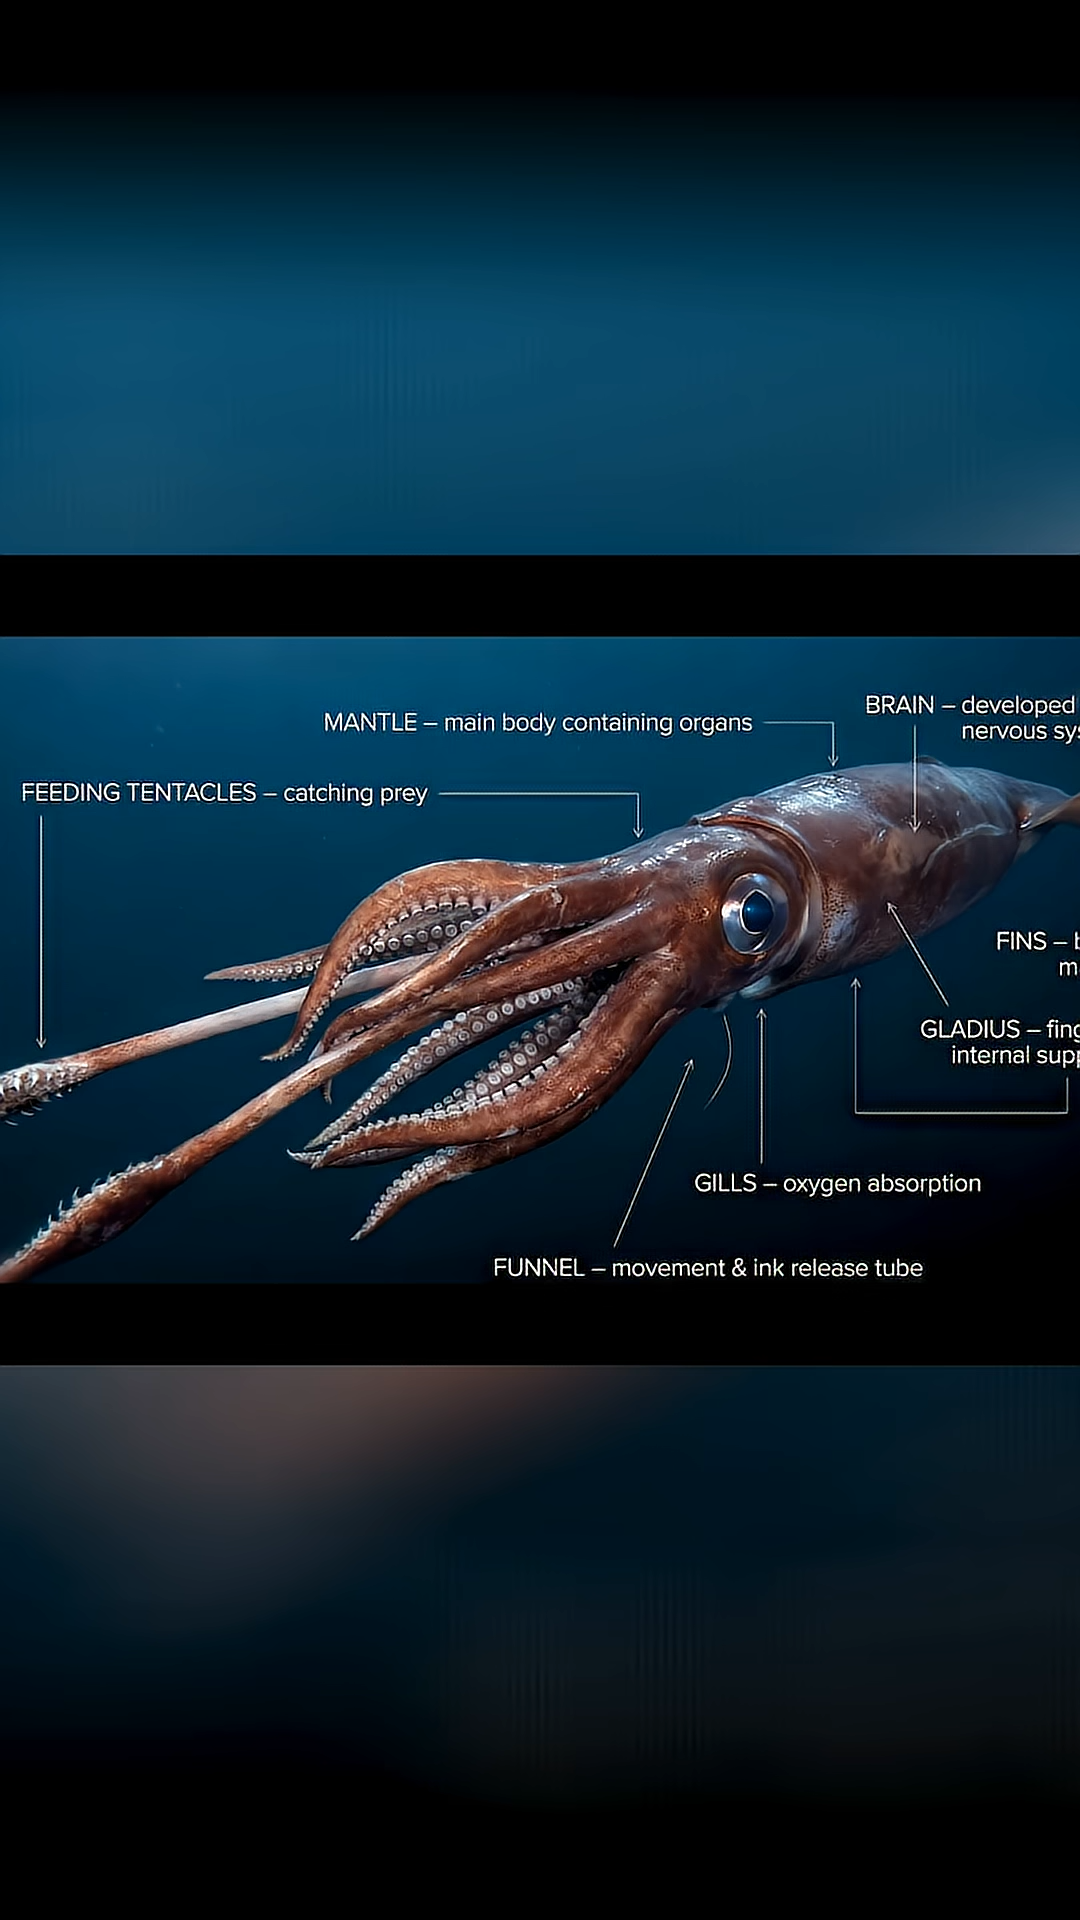 BRAIN – developed
nervous
MANTLE – main body containing organs
FEEDING TENTACLES – catching prey
FINS –
GLADIUS –
internal
GILLS – oxygen absorption
FUNNEL – movement & ink release tube